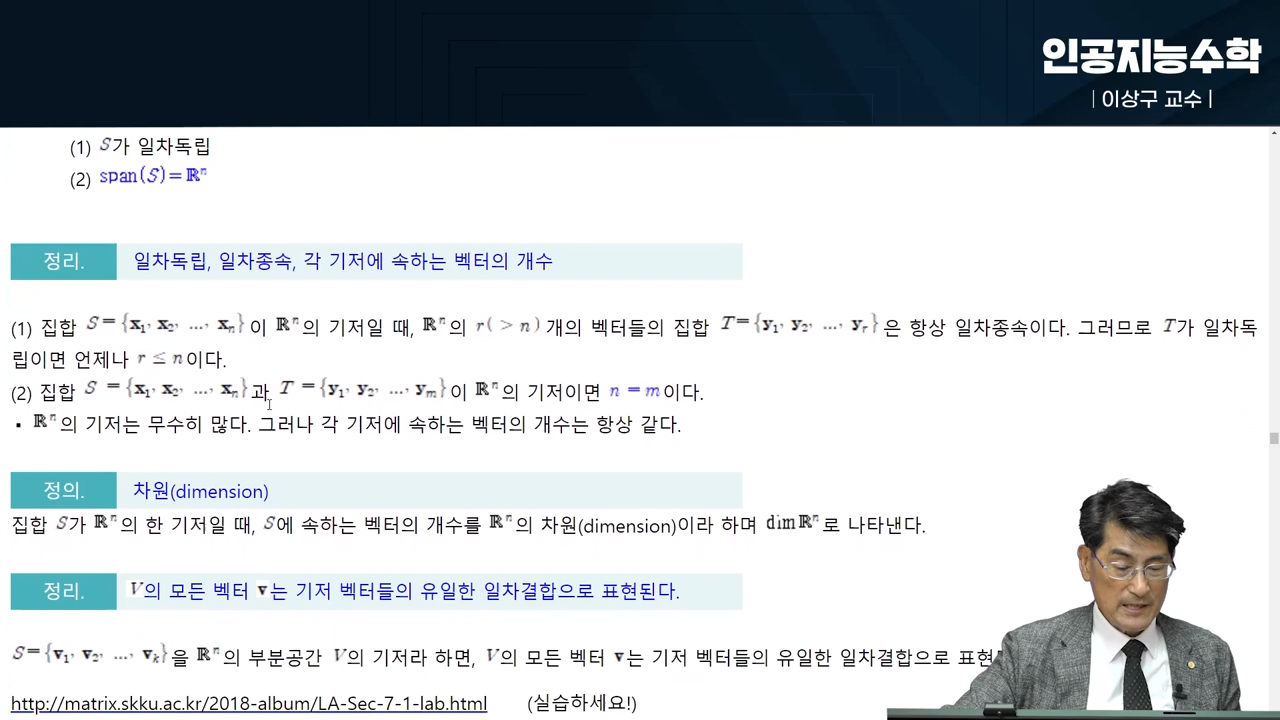 인공지능수학
| 이상구 교수 |
(1) S가 일차독립
(2) span(S)=ℝⁿ
정리. 일차독립, 일차종속, 각 기저에 속하는 벡터의 개수
(1) 집합 S={x₁, x₂, ..., xₙ}이 ℝⁿ의 기저일 때, ℝⁿ의 r(>n)개의 벡터들의 집합 T={y₁, y₂, ..., yᵣ}은 항상 일차종속이다. 그러므로 T가 일차독
립이면 언제나 r ≤ n이다.
(2) 집합 S={x₁, x₂, ..., xₙ}과 T={y₁, y₂, ..., yₘ}이 ℝⁿ의 기저이면 n = m이다.
▪ ℝⁿ의 기저는 무수히 많다. 그러나 각 기저에 속하는 벡터의 개수는 항상 같다.
정의. 차원(dimension)
집합 S가 ℝⁿ의 한 기저일 때, S에 속하는 벡터의 개수를 ℝⁿ의 차원(dimension)이라 하며 dimℝⁿ로 나타낸다.
정리. V의 모든 벡터 v는 기저 벡터들의 유일한 일차결합으로 표현된다.
S={v₁, v₂, ..., vₖ}을 ℝⁿ의 부분공간 V의 기저라 하면, V의 모든 벡터 v는 기저 벡터들의 유일한 일차결합으로 표현
http://matrix.skku.ac.kr/2018-album/LA-Sec-7-1-lab.html (실습하세요!)